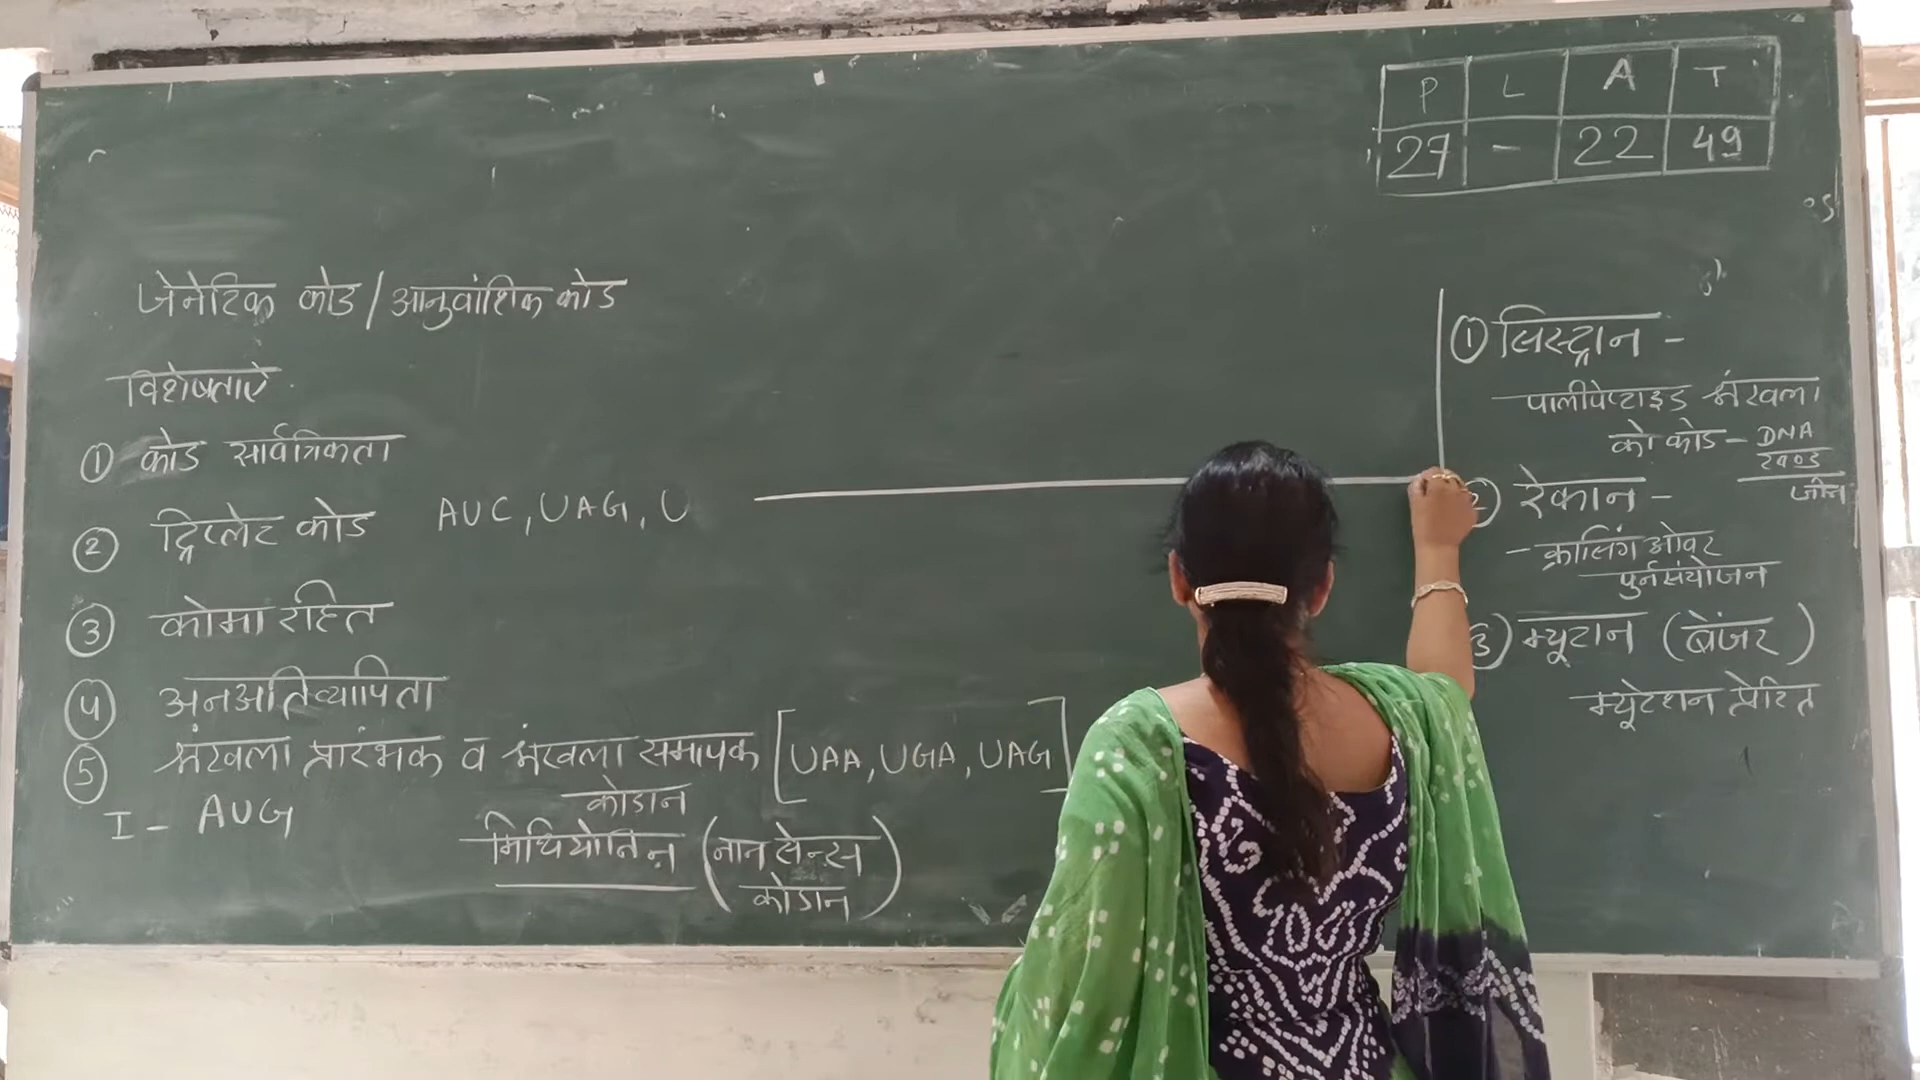 P L A T
27 - 22 49
जेनेटिक कोड / आनुवांशिक कोड
विशेषताऐ
① कोड सार्वत्रिकता
② ट्रिप्लेट कोड AUC, UAG, U
③ कोमा रहित
④ अनअतिव्यापिता
⑤ श्रंखला प्रारंभक व श्रंखला समापक [UAA, UGA, UAG]
कोडान
I - AUG
मिथियोनिन (नान सेन्स
कोडान)
① सिस्ट्रान -
पालीपेप्टाइड श्रंखला
को कोड - DNA
खण्ड
जीन
② रेकान -
- क्रासिंग ओवर
पुर्नसंयोजन
③ म्यूटान (बेंजर)
म्यूटेशन प्रेरित